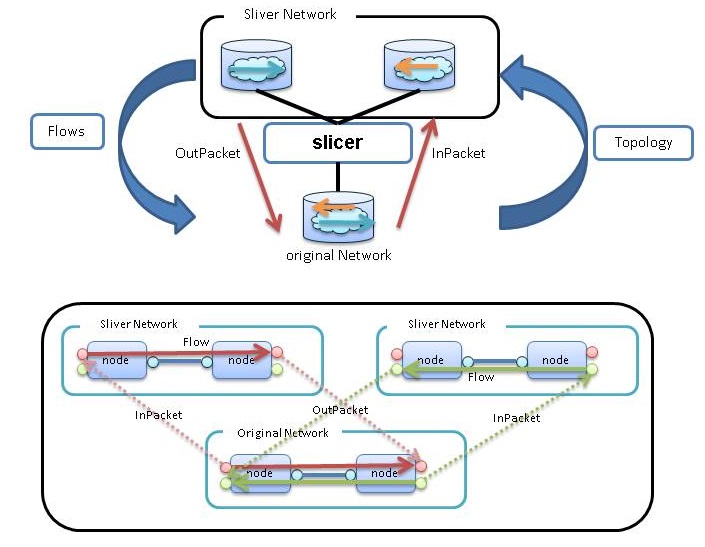 Sliver Network
Flows
slicer
Topology
OutPacket
InPacket
original Network
Sliver Network
Sliver Network
Flow
node
node
node
node
Flow
InPacket
OutPacket
InPacket
Original Network
node
node